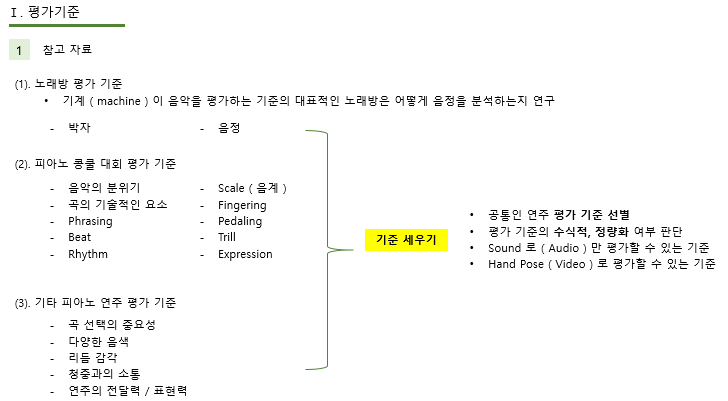 Ⅰ. 평가기준
1 참고 자료
(1). 노래방 평가 기준
• 기계 ( machine ) 이 음악을 평가하는 기준의 대표적인 노래방은 어떻게 음정을 분석하는지 연구
- 박자 - 음정
(2). 피아노 콩쿨 대회 평가 기준
- 음악의 분위기 - Scale ( 음계 )
- 곡의 기술적인 요소 - Fingering
- Phrasing - Pedaling
- Beat - Trill
- Rhythm - Expression
(3). 기타 피아노 연주 평가 기준
- 곡 선택의 중요성
- 다양한 음색
- 리듬 감각
- 청중과의 소통
- 연주의 전달력 / 표현력
기준 세우기
• 공통인 연주 평가 기준 선별
• 평가 기준의 수식적, 정량화 여부 판단
• Sound 로 ( Audio ) 만 평가할 수 있는 기준
• Hand Pose ( Video ) 로 평가할 수 있는 기준